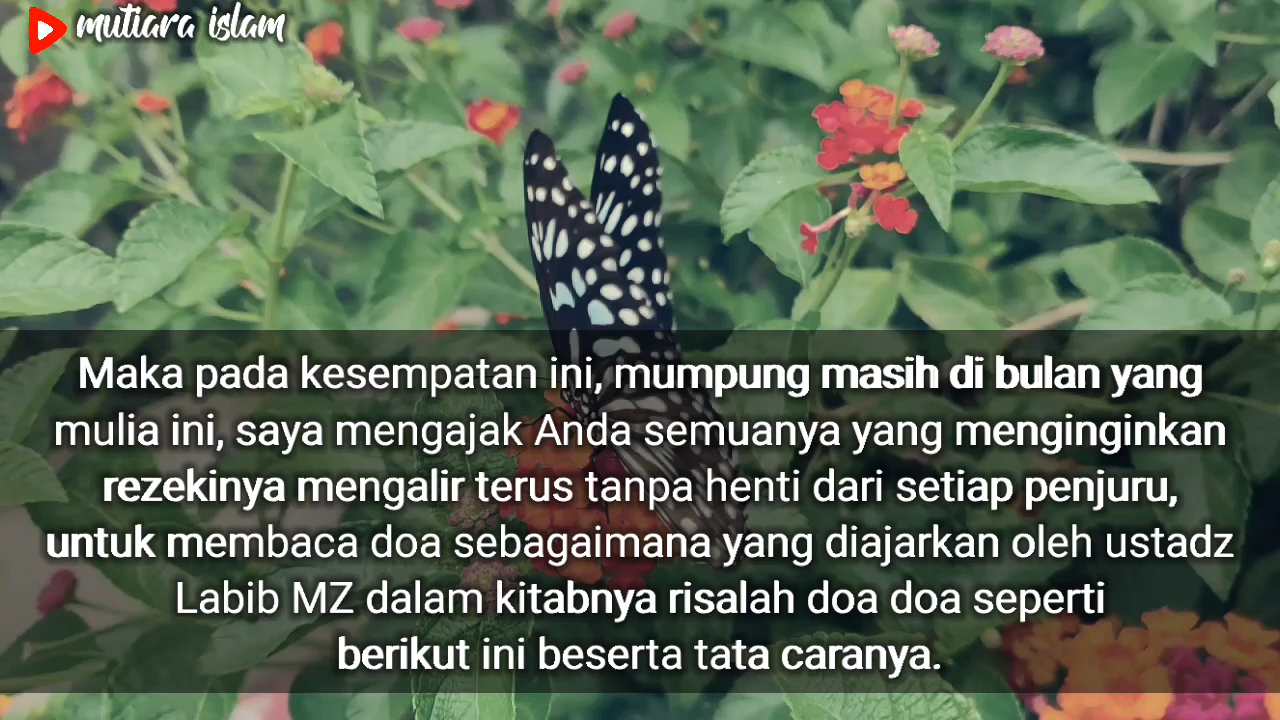 mutiara islam
Maka pada kesempatan ini, mumpung masih di bulan yang
mulia ini, saya mengajak Anda semuanya yang menginginkan
rezekinya mengalir terus tanpa henti dari setiap penjuru,
untuk membaca doa sebagaimana yang diajarkan oleh ustadz
Labib MZ dalam kitabnya risalah doa doa seperti
berikut ini beserta tata caranya.